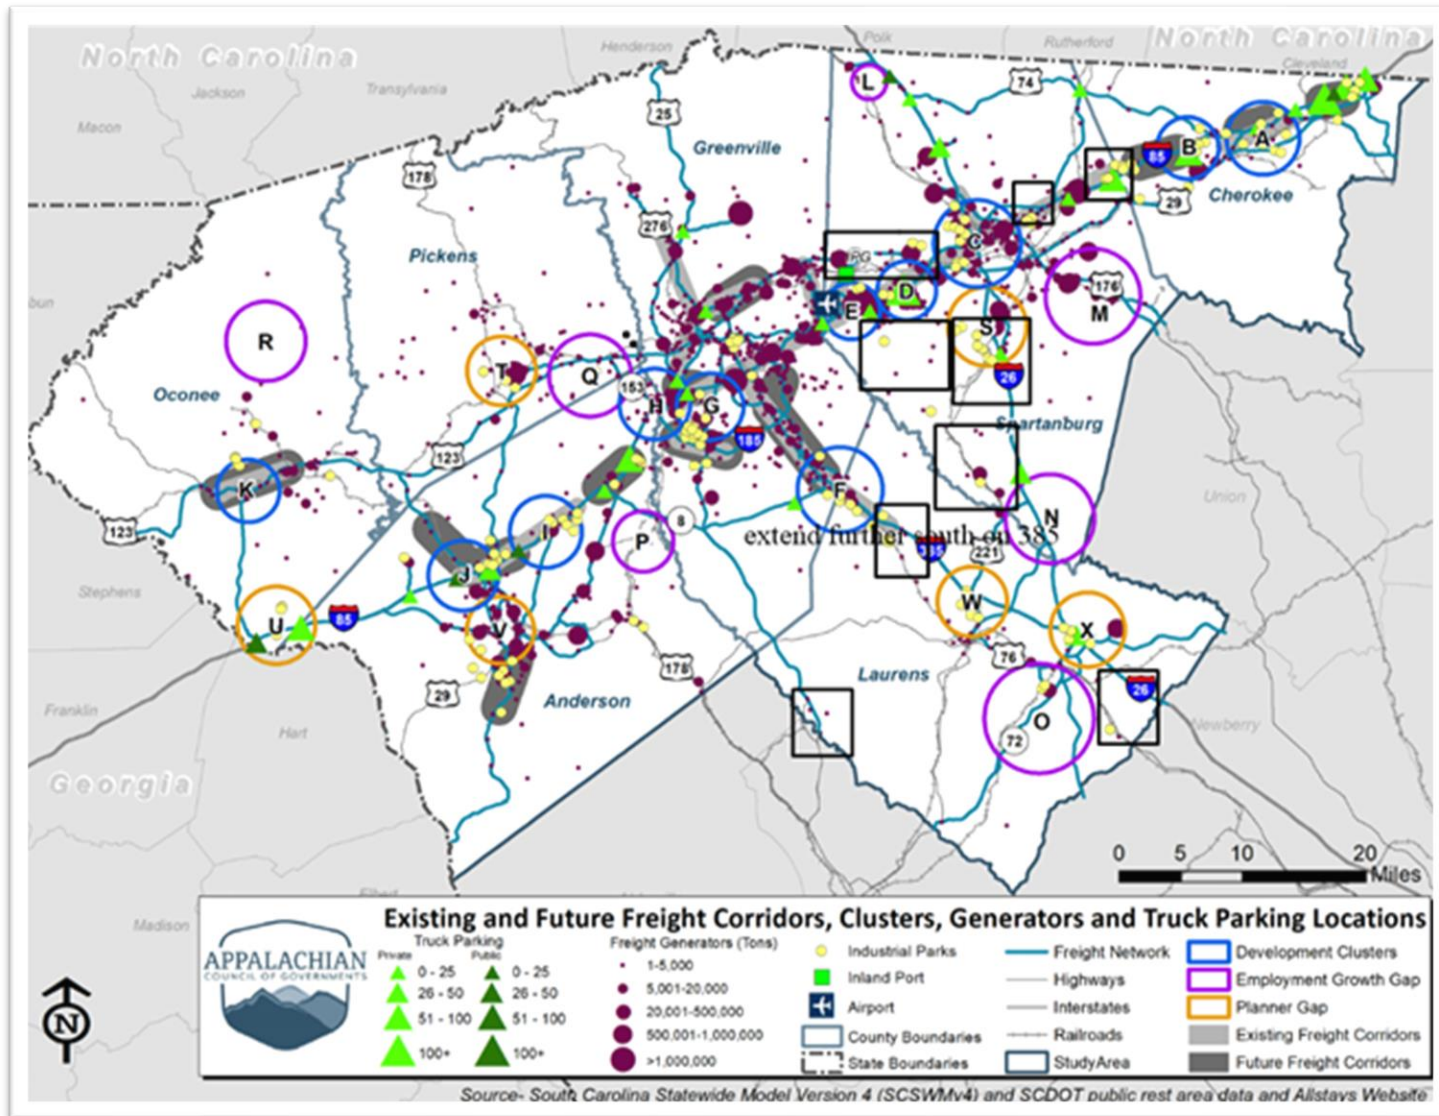 North Carolina
North Carolina
Henderson
Polk
Rutherford
Cleveland
Jackson
Transylvania
Macon
L
74
25
Greenville
A
B
85
178
29
Cherokee
276
Pickens
C
PG
176
D
E
M
bun
R
S
T
Q
153
26
Oconee
H
G
185
Spartanburg
123
K
F
Union
N
8
123
I
P
extend further south on 385
385
221
Stephens
J
W
U
85
V
X
76
178
Laurens
29
Anderson
26
Franklin
O
Newberry
Hart
72
Georgia
0 5 10 20
Miles
Elbert
Madison
Existing and Future Freight Corridors, Clusters, Generators and Truck Parking Locations
APPALACHIAN
COUNCIL OF GOVERNMENTS
Truck Parking
Private Public
0 - 25 0 - 25
26 - 50 26 - 50
51 - 100 51 - 100
100+ 100+
Freight Generators (Tons)
1-5,000
5,001-20,000
20,001-500,000
500,001-1,000,000
>1,000,000
Industrial Parks
Inland Port
Airport
County Boundaries
State Boundaries
Freight Network
Highways
Interstates
Railroads
StudyArea
Development Clusters
Employment Growth Gap
Planner Gap
Existing Freight Corridors
Future Freight Corridors
N
Source- South Carolina Statewide Model Version 4 (SCSWMv4) and SCDOT public rest area data and Allstays Website